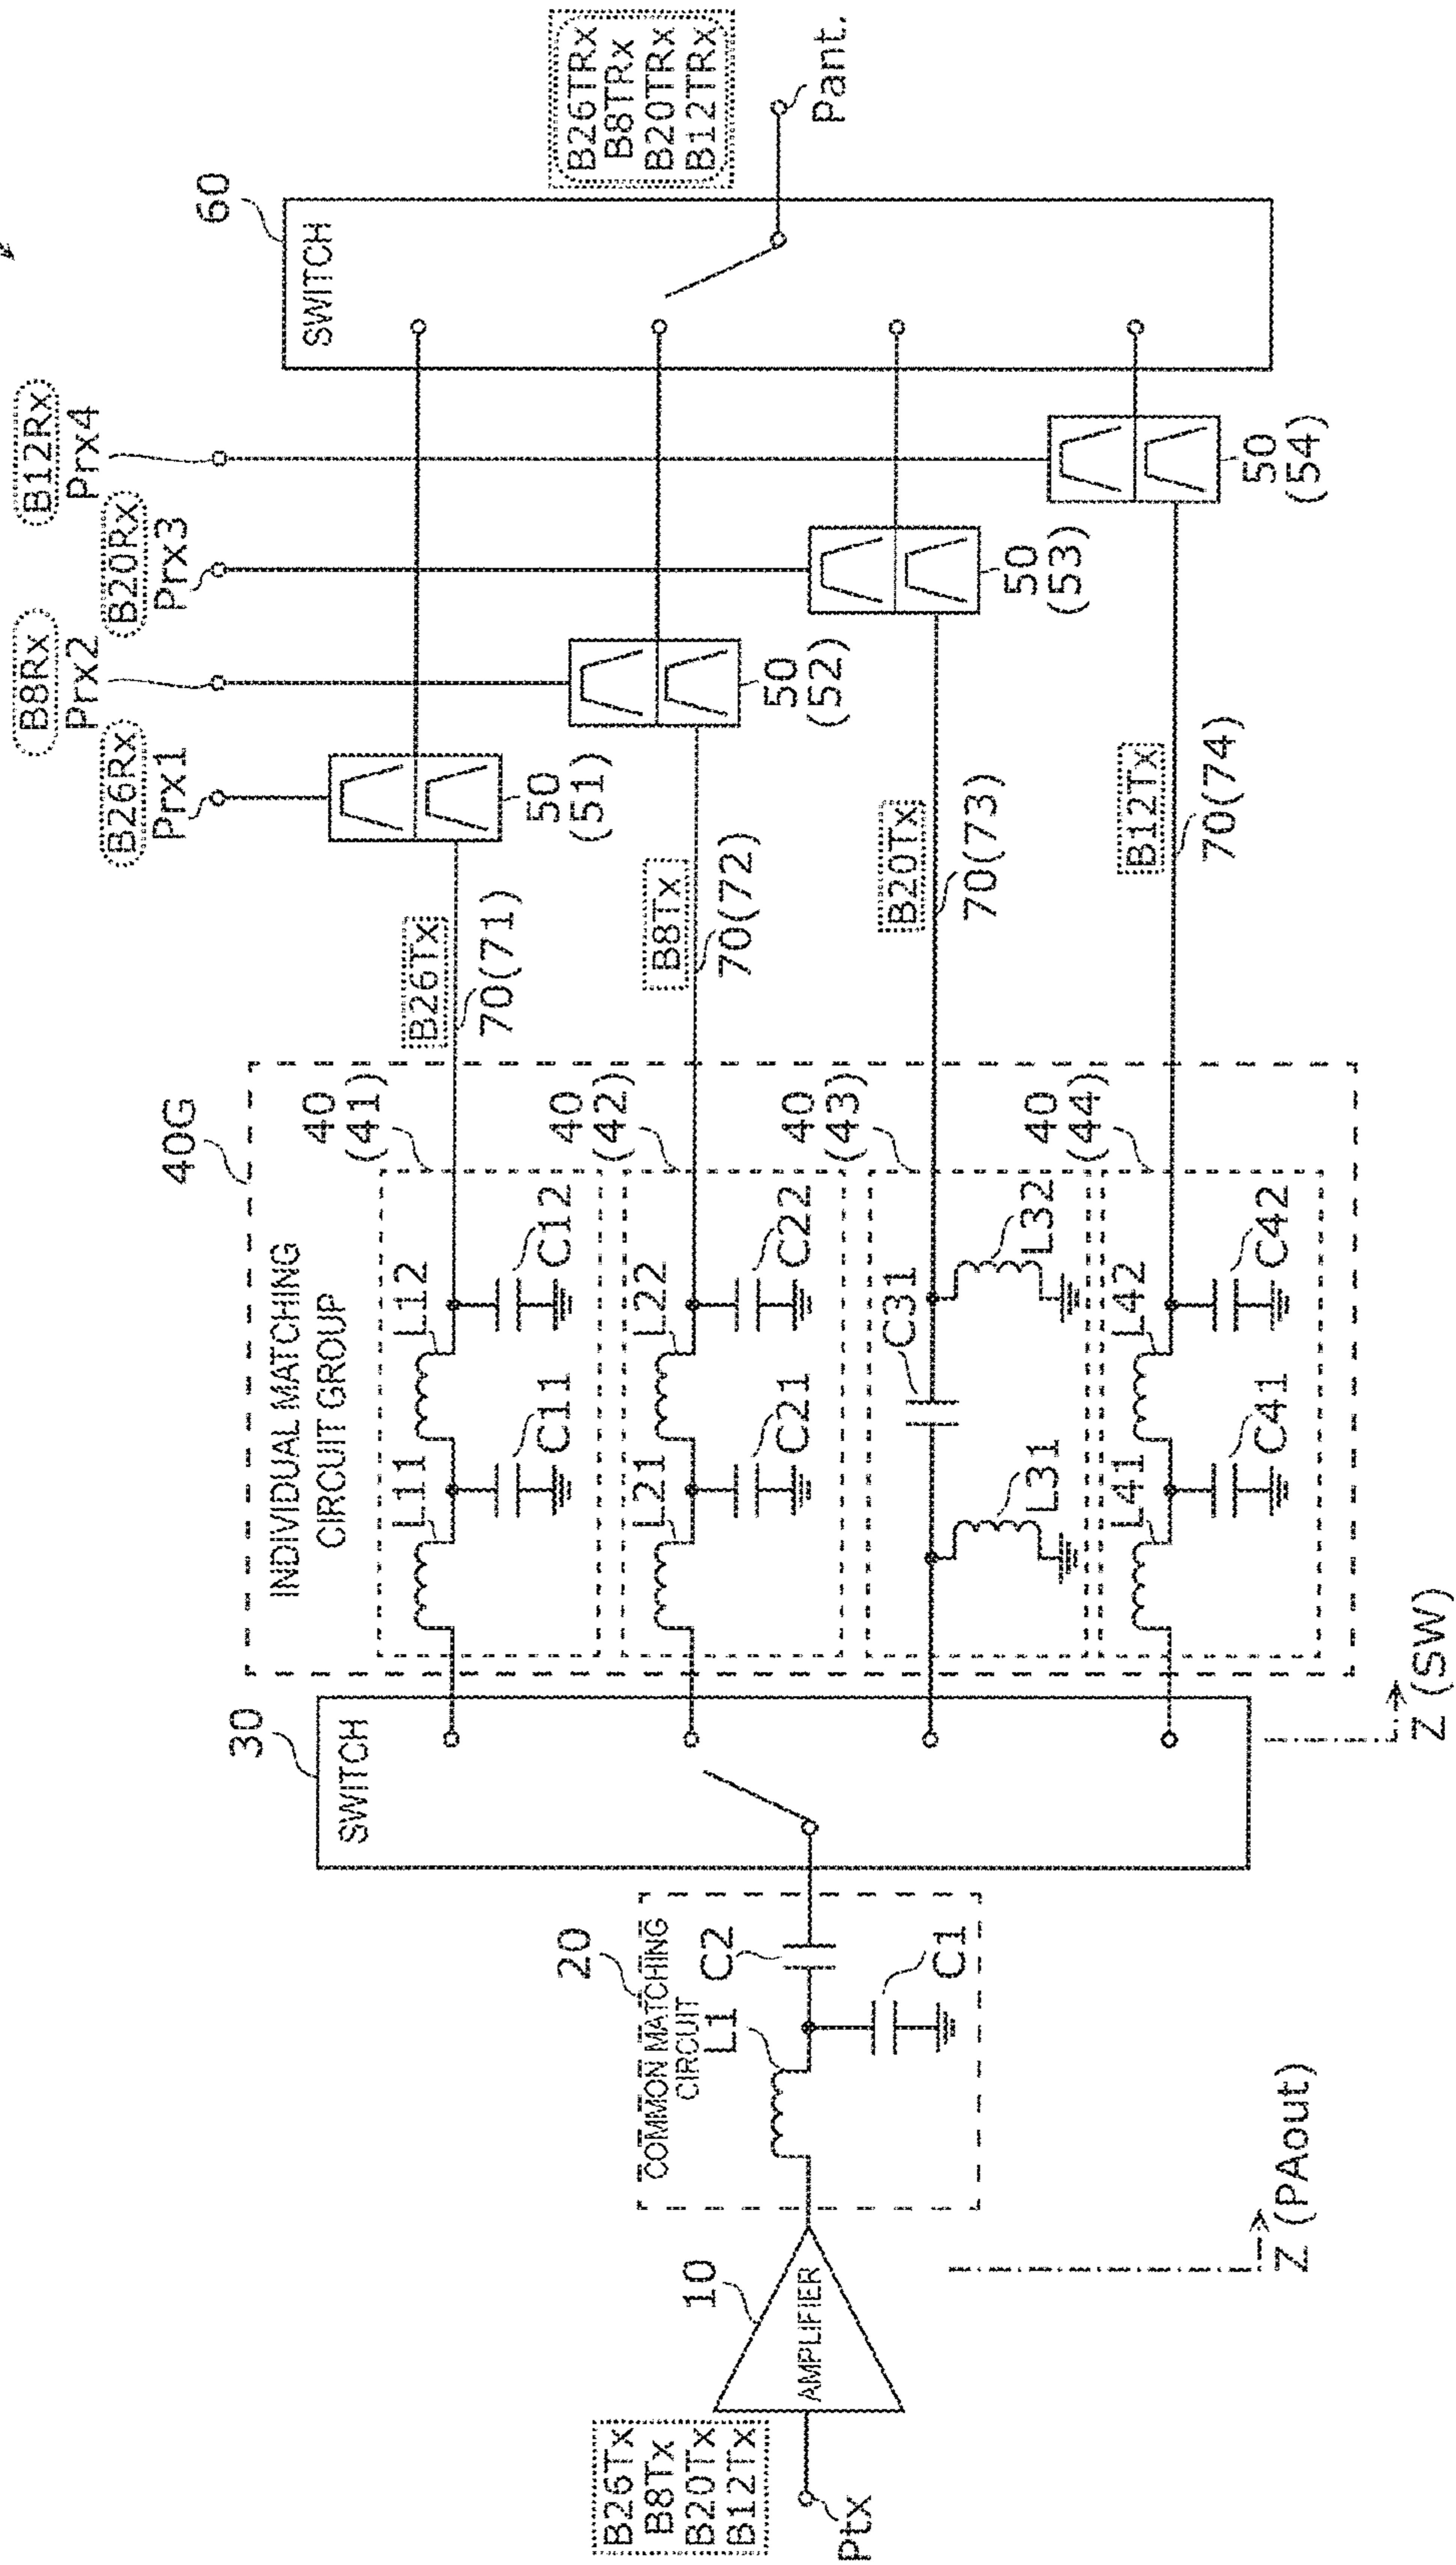 B26Tx
B8Tx
B20Tx
B12Tx
Ptx
10
AMPLIFIER
Z (PAout)
20
COMMON MATCHING
CIRCUIT
L1
C2
C1
30
SWITCH
Z (SW)
40G
INDIVIDUAL MATCHING
CIRCUIT GROUP
40
(41)
L11
L12
C11
C12
40
(42)
L21
L22
C21
C22
40
(43)
C31
L31
L32
40
(44)
L41
L42
C41
C42
B26Tx
70(71)
B8Tx
70(72)
B20Tx
70(73)
B12Tx
70(74)
B26Rx
Prx1
B8Rx
Prx2
B20Rx
Prx3
B12Rx
Prx4
50
(51)
50
(52)
50
(53)
50
(54)
60
SWITCH
B26TRx
B8TRx
B20TRx
B12TRx
Pant.